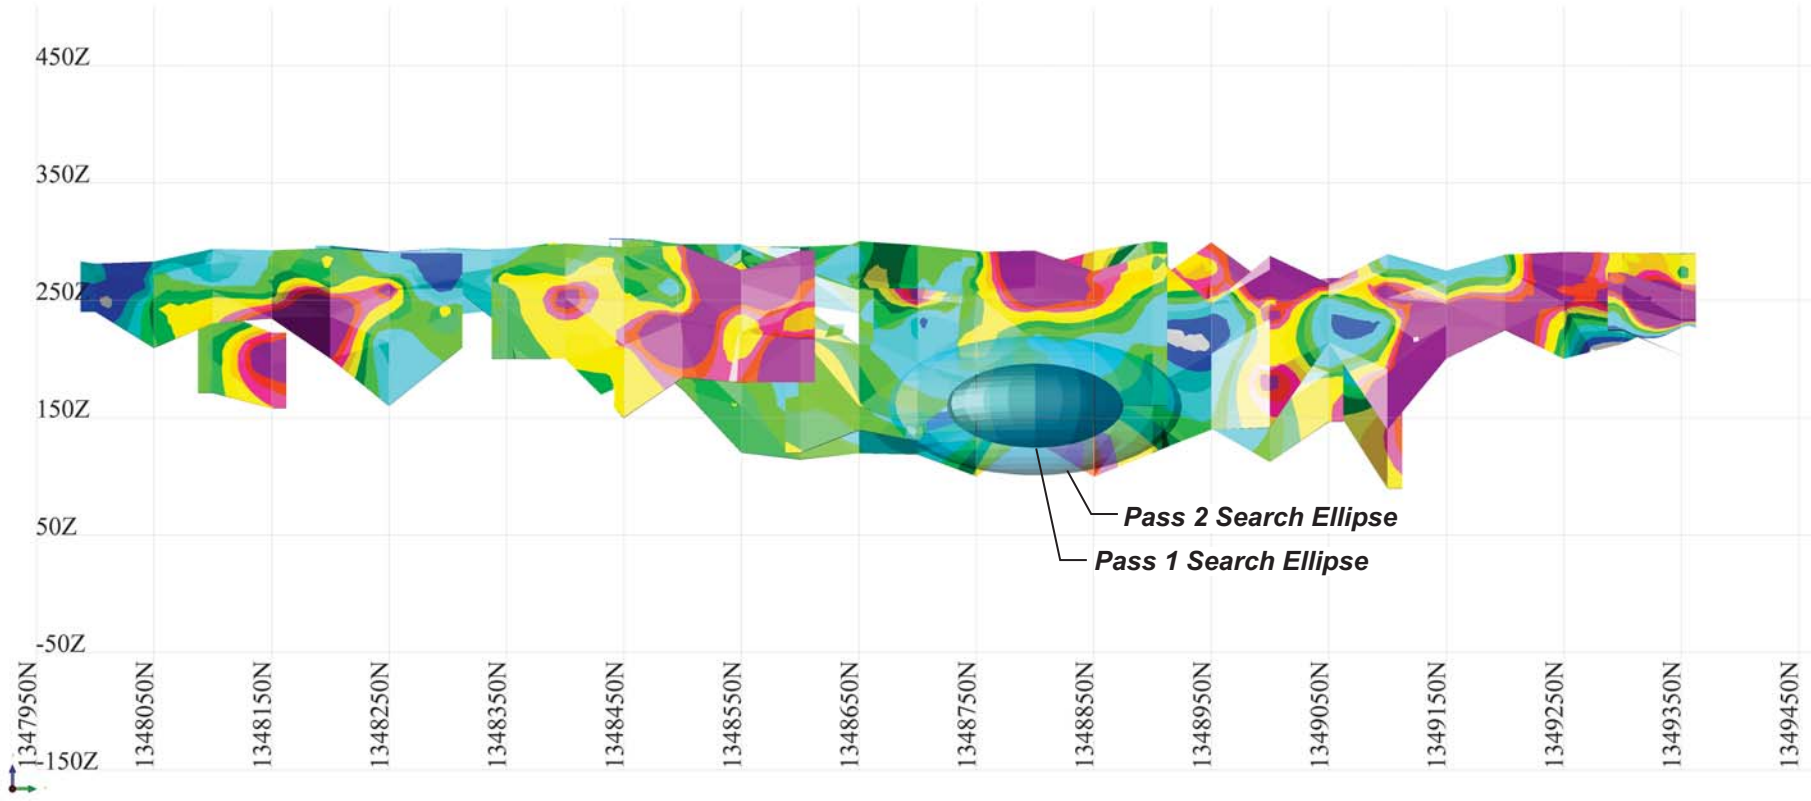 450Z
350Z
250Z
150Z
50Z
-50Z
-150Z
Pass 2 Search Ellipse
Pass 1 Search Ellipse
1347950N
1348050N
1348150N
1348250N
1348350N
1348450N
1348550N
1348650N
1348750N
1348850N
1348950N
1349050N
1349150N
1349250N
1349350N
1349450N